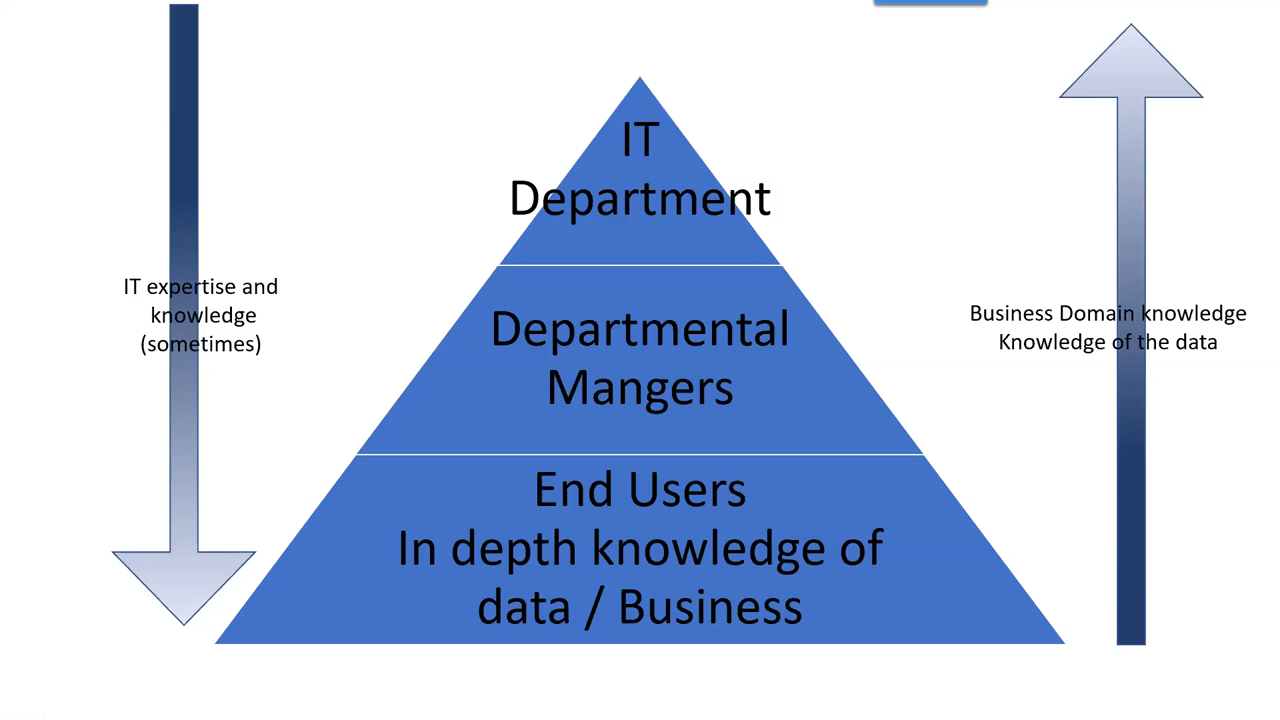 IT
Department
IT expertise and
knowledge
(sometimes)
Departmental
Mangers
Business Domain knowledge
Knowledge of the data
End Users
In depth knowledge of
data / Business